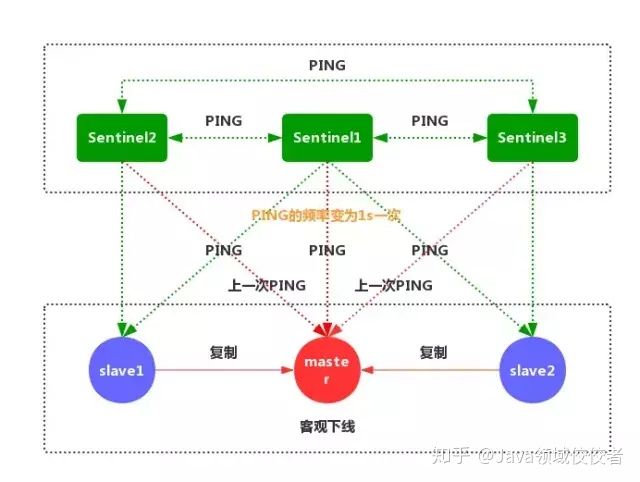 PING
Sentinel2
PING
Sentinel1
PING
Sentinel3
PING的频率变为1s一次
PING
PING
PING
上一次PING
上一次PING
slave1
复制
maste
r
复制
slave2
客观下线
知乎 @Java领域佼佼者